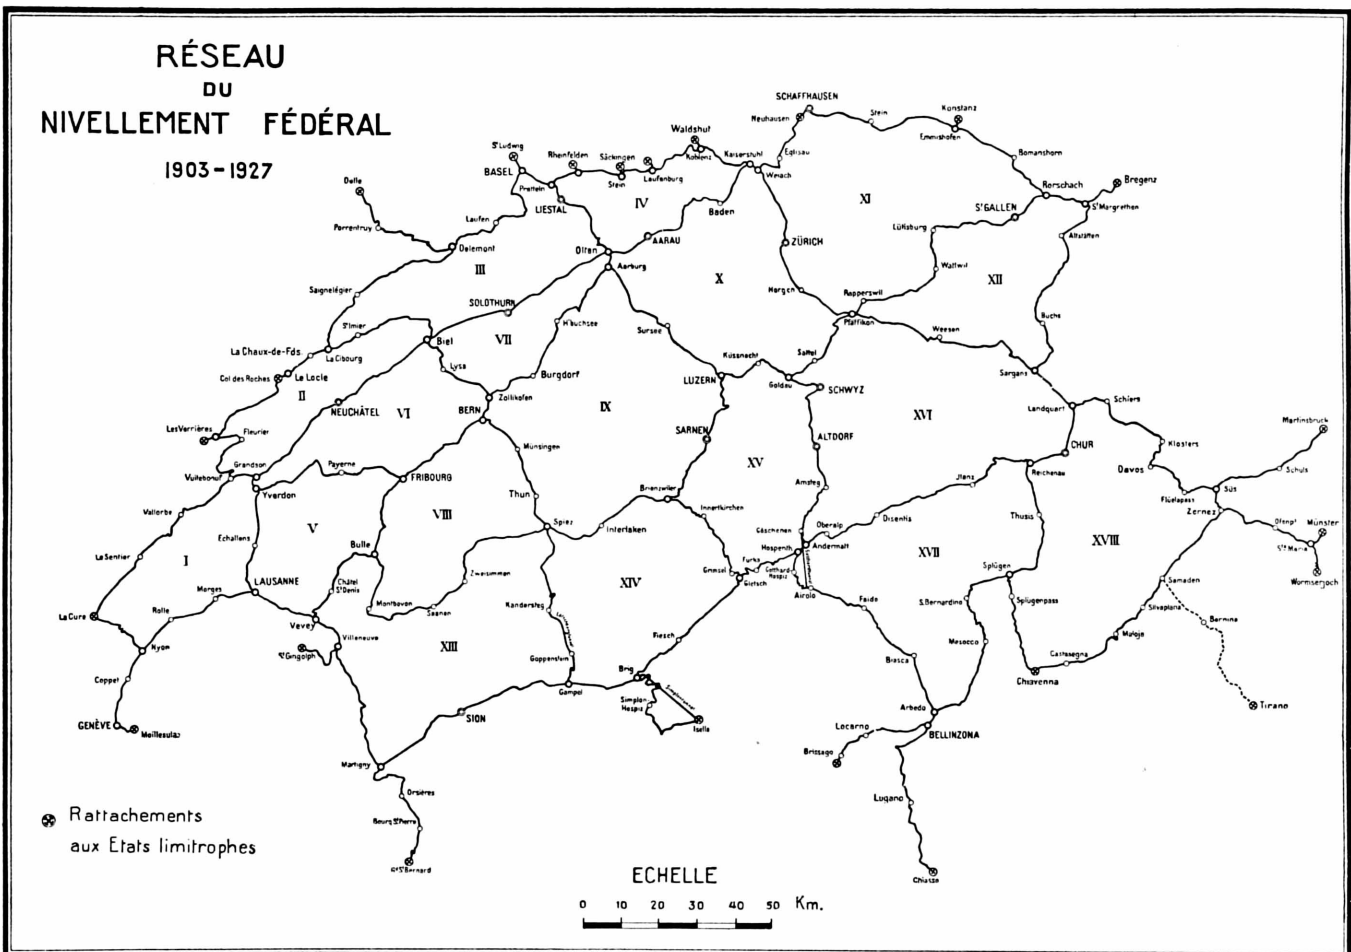 RÉSEAU
DU
NIVELLEMENT FÉDÉRAL
1903-1927
SCHAFFHAUSEN
Neuhausen
Stein
Konstanz
Emmishofen
Waldshut
Koblenz
Kaiserstuhl
Eglisau
Weiach
Romanshorn
St Ludwig
BASEL
Rheinfelden
Säckingen
Stein
Laufenburg
Pratteln
LIESTAL
IV
Baden
XI
Rorschach
Bregenz
St Margrethen
St GALLEN
Delle
Porrentruy
Laufen
Delemont
Olten
AARAU
Aarburg
ZÜRICH
Lütisburg
Altstätten
III
X
Wattwil
XII
Saignelégier
SOLOTHURN
Horgen
Rapperswil
Pfäffikon
St Imier
Biel
VII
H'buchsee
Sursee
Weesen
Buchs
La Chaux-de-Fds.
La Cibourg
Lyss
Küssnacht
Sattel
Sargans
Col des Roches
Le Locle
Burgdorf
LUZERN
Goldau
SCHWYZ
II
NEUCHÂTEL
VI
Zollikofen
BERN
IX
XVI
Landquart
Schiers
Les Verrières
Fleurier
SARNEN
ALTDORF
Martinsbruck
Klosters
CHUR
Münsingen
XV
Reichenau
Davos
Schuls
Vuiteboeuf
Grandson
Payerne
FRIBOURG
Ilanz
Amsteg
Flüelapass
Süs
Yverdon
Thun
Brienzwiler
Zernez
Vallorbe
VIII
Innertkirchen
Disentis
Thusis
Ofenp.
Münster
V
Echallens
Spiez
Interlaken
Göschenen
Oberalp
Andermatt
Hospenth.
XVII
XVIII
Sta Maria
Wormserjoch
Le Sentier
I
Bulle
Furka
Gotthard-
Hospiz
Grimsel
Gletsch
Splügen
Samaden
Zweisimmen
XIV
Morges
LAUSANNE
Châtel
St Denis
Montbovon
Saanen
Kandersteg
Airolo
Faido
S. Bernardino
Splügenpass
Silvaplana
La Cure
Rolle
Vevey
Bernina
Maloja
Nyon
Villeneuve
XIII
Fiesch
Mesocco
St Gingolph
Goppenstein
Biasca
Castasegna
Coppet
Brig
Chiavenna
Gampel
Simplontunnel
Simplon
Hospiz
Iselle
Tirano
GENÈVE
Moillesulaz
SION
Arbedo
Locarno
BELLINZONA
Brissago
Martigny
Orsières
Lugano
Bourg St Pierre
Gd St Bernard
Chiasso
Rattachements
aux Etats limitrophes
ECHELLE
0 10 20 30 40 50 Km.